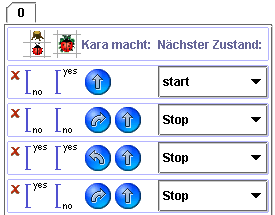 0
Kara macht: Nächster Zustand:
no yes start
no no Stop
yes yes Stop
yes no Stop